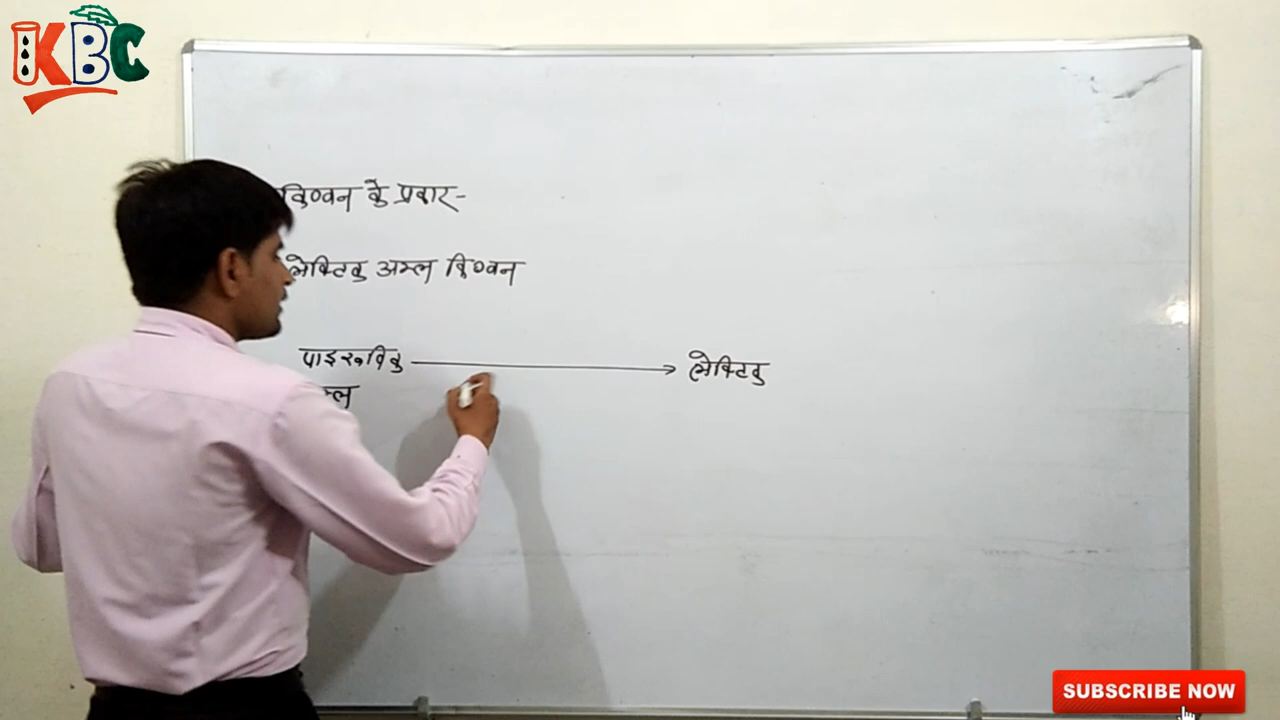 KBC
किण्वन के प्रकार-
लेक्टिक अम्ल किण्वन
पाइरुविक → लेक्टिक
म्ल
SUBSCRIBE NOW